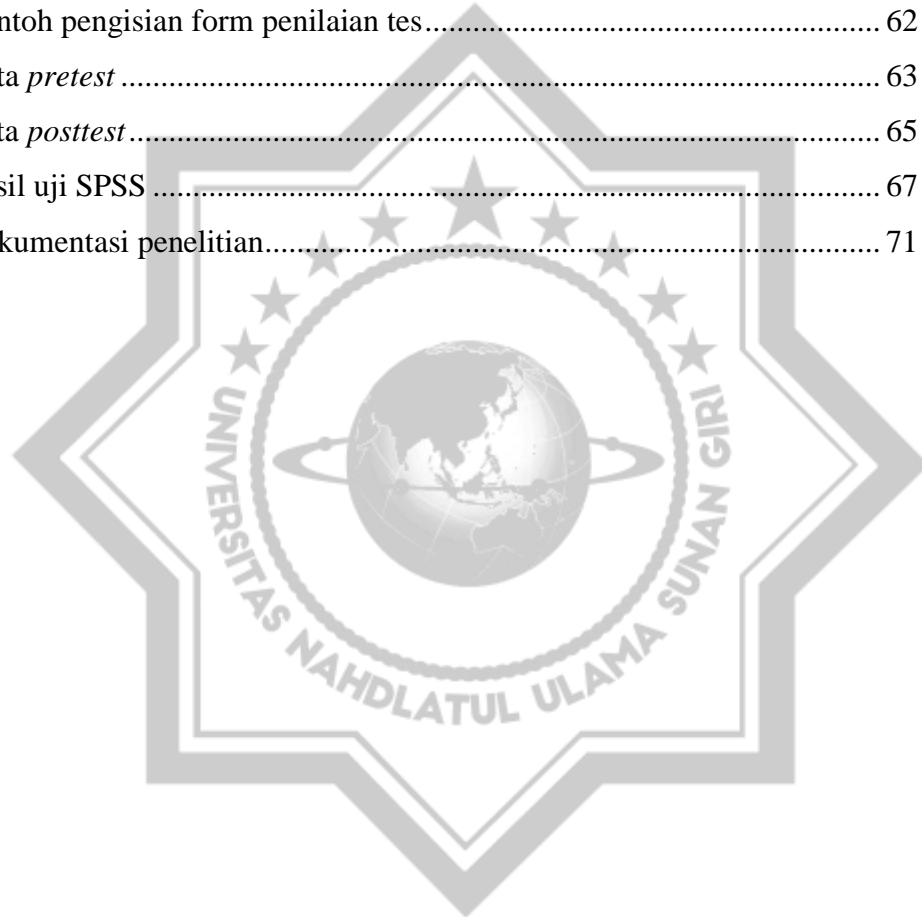 ntoh pengisian form penilaian tes........................................................................ 62
ta pretest ........................................................................................................... 63
ta posttest.......................................................................................................... 65
sil uji SPSS ...................................................................................................... 67
kumentasi penelitian........................................................................................ 71
UNIVERSITAS NAHDLATUL ULAMA SUNAN GIRI